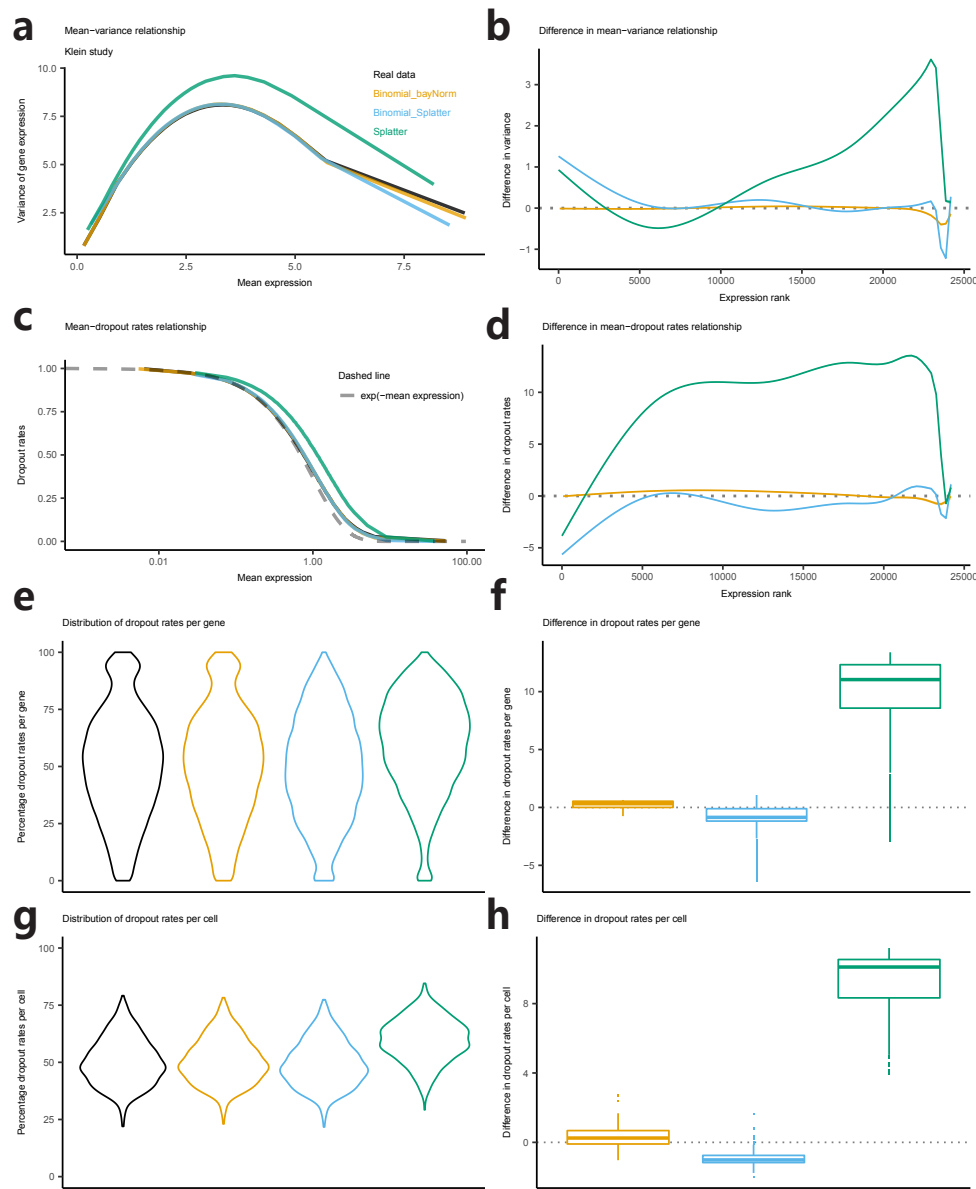 a
Mean−variance relationship
Klein study
Variance of gene expression
10.0
7.5
5.0
2.5
0.0 2.5 5.0 7.5
Mean expression
Real data
Binomial_bayNorm
Binomial_Splatter
Splatter
b
Difference in mean−variance relationship
Difference in variance
3
2
1
0
−1
0 5000 10000 15000 20000 25000
Expression rank
c
Mean−dropout rates relationship
Dropout rates
1.00
0.75
0.50
0.25
0.00
0.01 1.00 100.00
Mean expression
Dashed line
exp(−mean expression)
d
Difference in mean−dropout rates relationship
Difference in dropout rates
10
5
0
−5
0 5000 10000 15000 20000 25000
Expression rank
e
Distribution of dropout rates per gene
Percentage dropout rates per gene
100
75
50
25
0
f
Difference in dropout rates per gene
Difference in dropout rates per gene
10
5
0
−5
g
Distribution of dropout rates per cell
Percentage dropout rates per cell
100
75
50
25
0
h
Difference in dropout rates per cell
Difference in dropout rates per cell
8
4
0